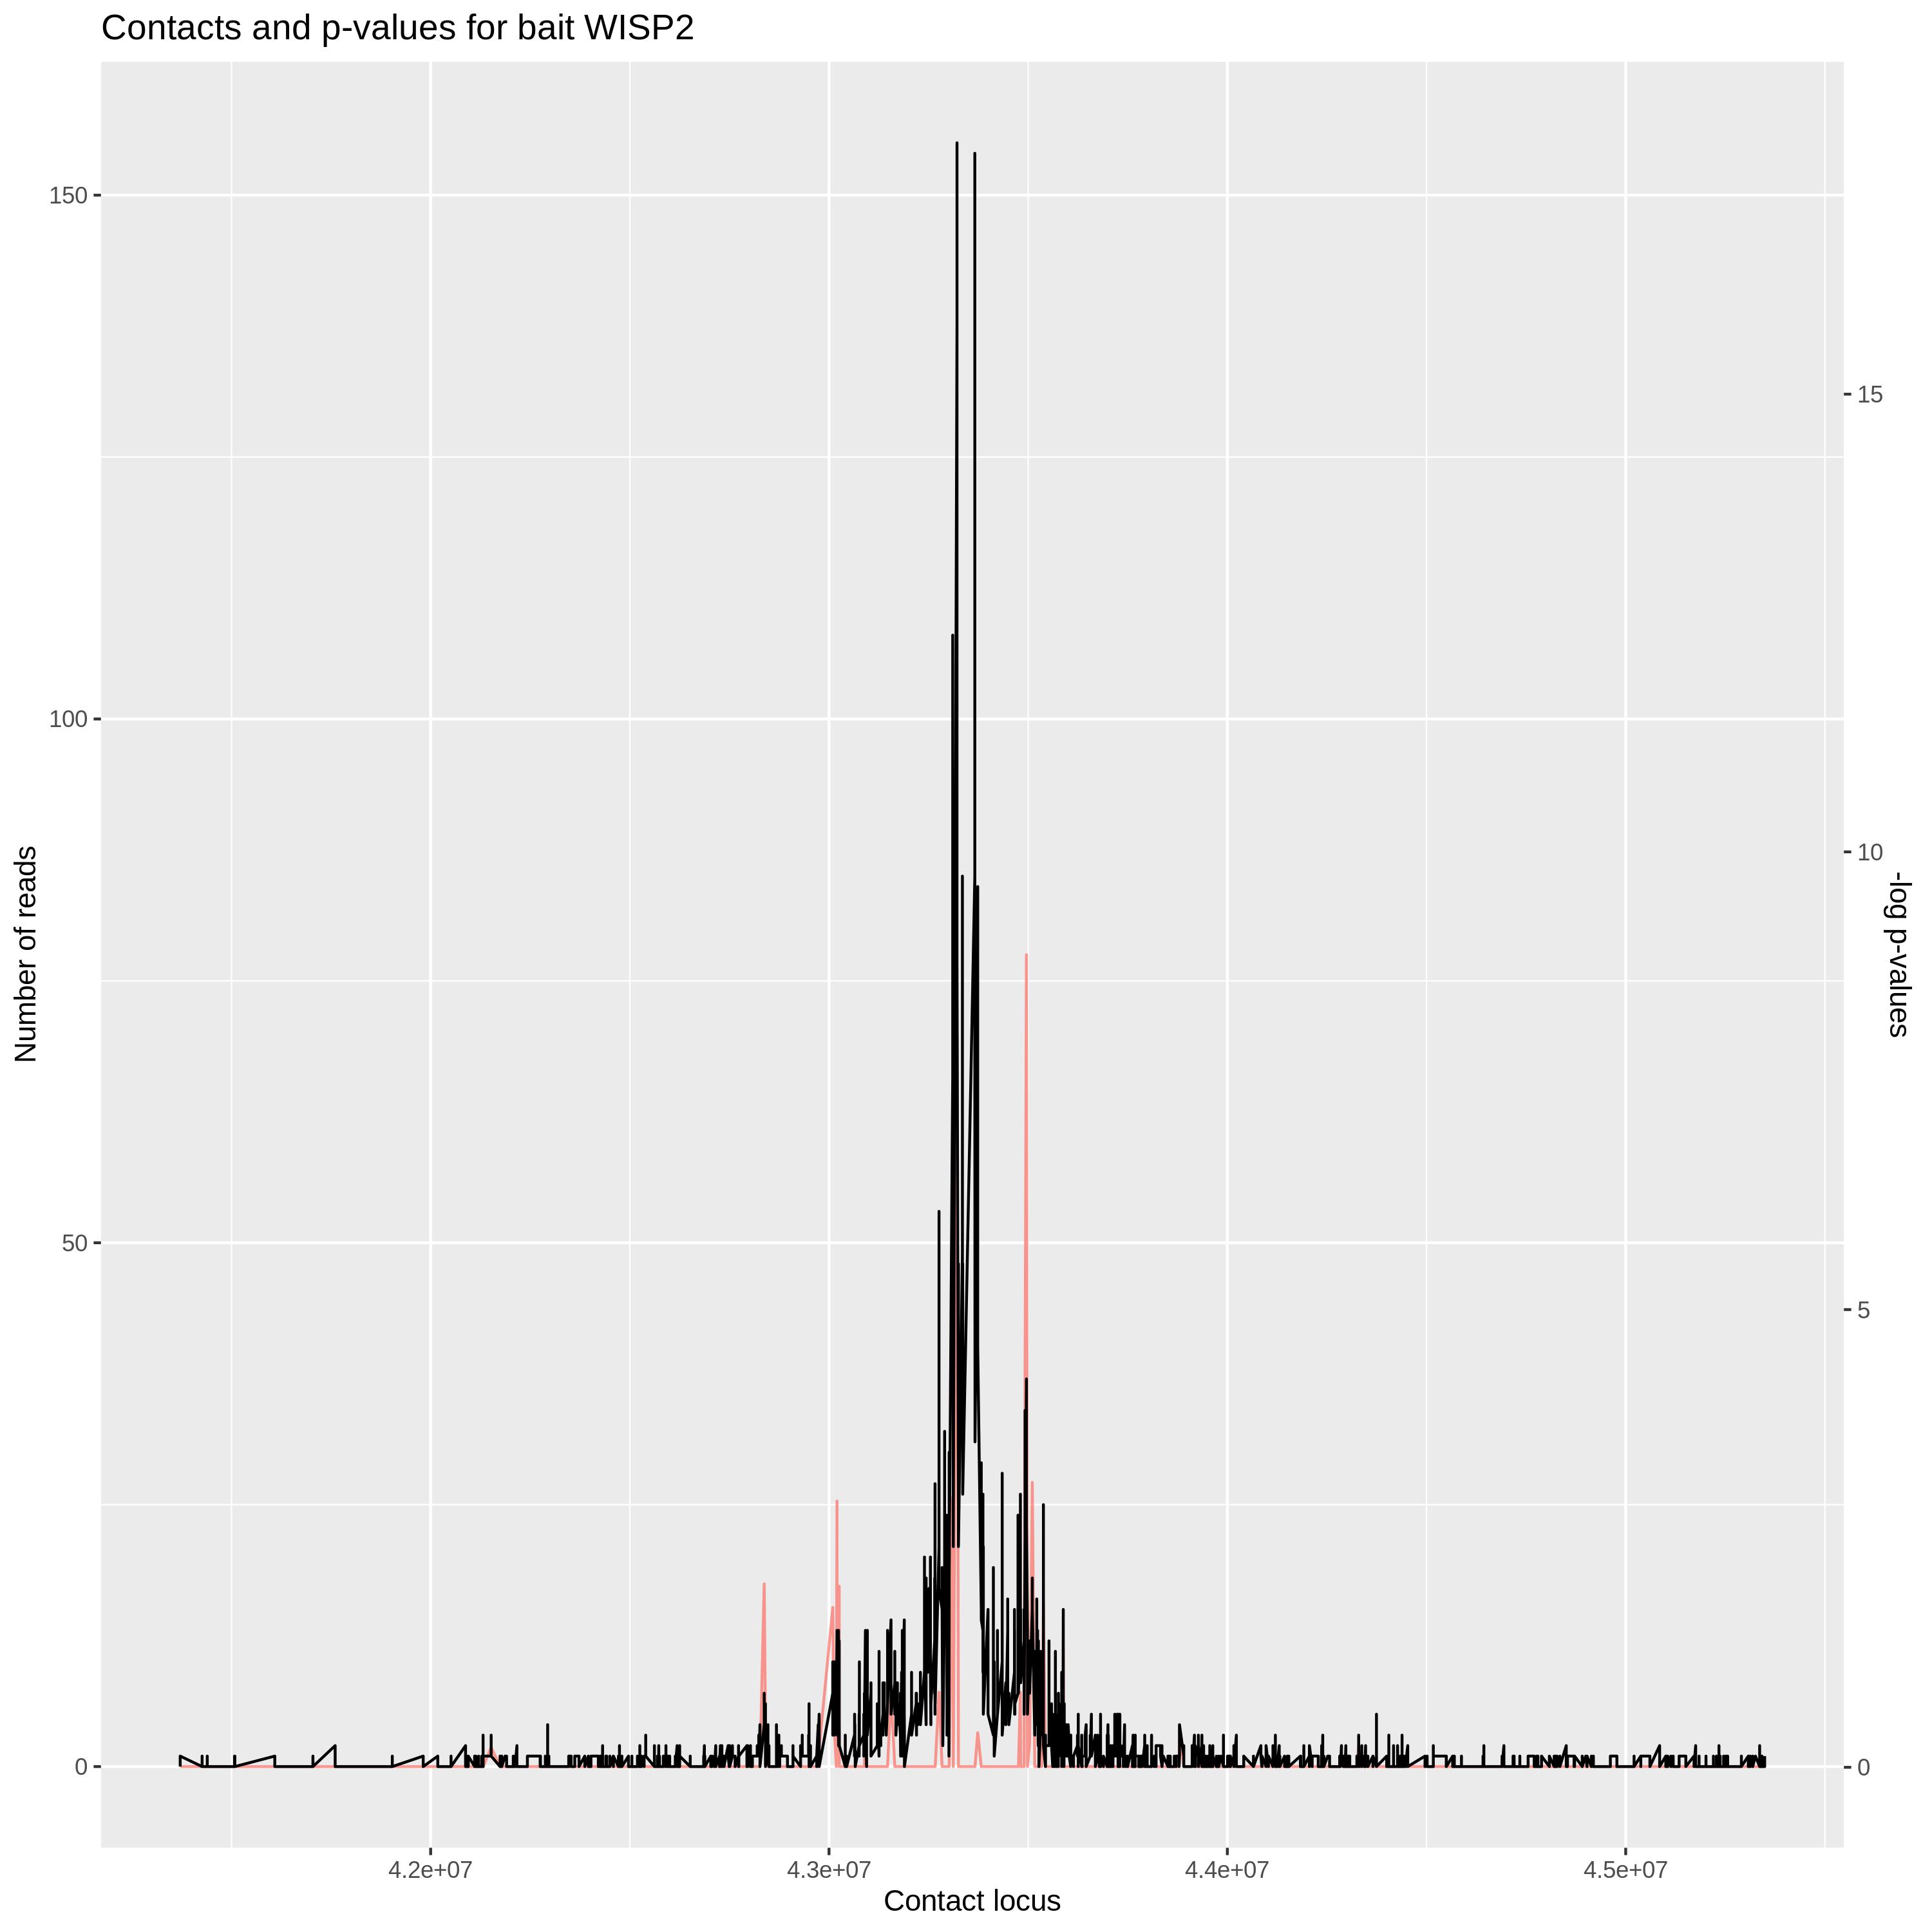 Contacts and p-values for bait WISP2
150
100
50
0
Number of reads
15
10
5
0
-log p-values
4.2e+07
4.3e+07
4.4e+07
4.5e+07
Contact locus